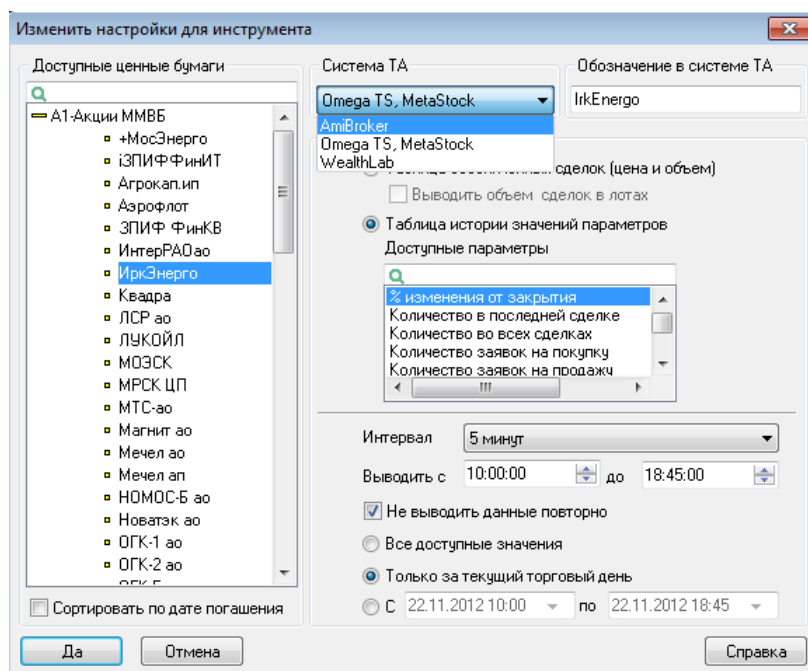 Изменить настройки для инструмента
Доступные ценные бумаги
А1-Акции ММВБ
+МосЭнерго
iЗПИФФинИТ
Агрокап.ип
Аэрофлот
ЗПИФ ФинКВ
ИнтерРАОао
ИркЭнерго
Квадра
ЛСР ао
ЛУКОЙЛ
МОЭСК
МРСК ЦП
МТС-ао
Магнит ао
Мечел ао
Мечел ап
НОМОС-Б ао
Новатэк ао
ОГК-1 ао
ОГК-2 ао
Сортировать по дате погашения
Система ТА
Omega TS, MetaStock
AmiBroker
Omega TS, MetaStock
WealthLab
Обозначение в системе ТА
IrkEnergo
сделок (цена и объем)
Выводить объем сделок в лотах
Таблица истории значений параметров
Доступные параметры
% изменения от закрытия
Количество в последней сделке
Количество во всех сделках
Количество заявок на покупку
Количество заявок на продажу
Интервал 5 минут
Выводить с 10:00:00 до 18:45:00
Не выводить данные повторно
Все доступные значения
Только за текущий торговый день
С 22.11.2012 10:00 по 22.11.2012 18:45
Да Отмена Справка